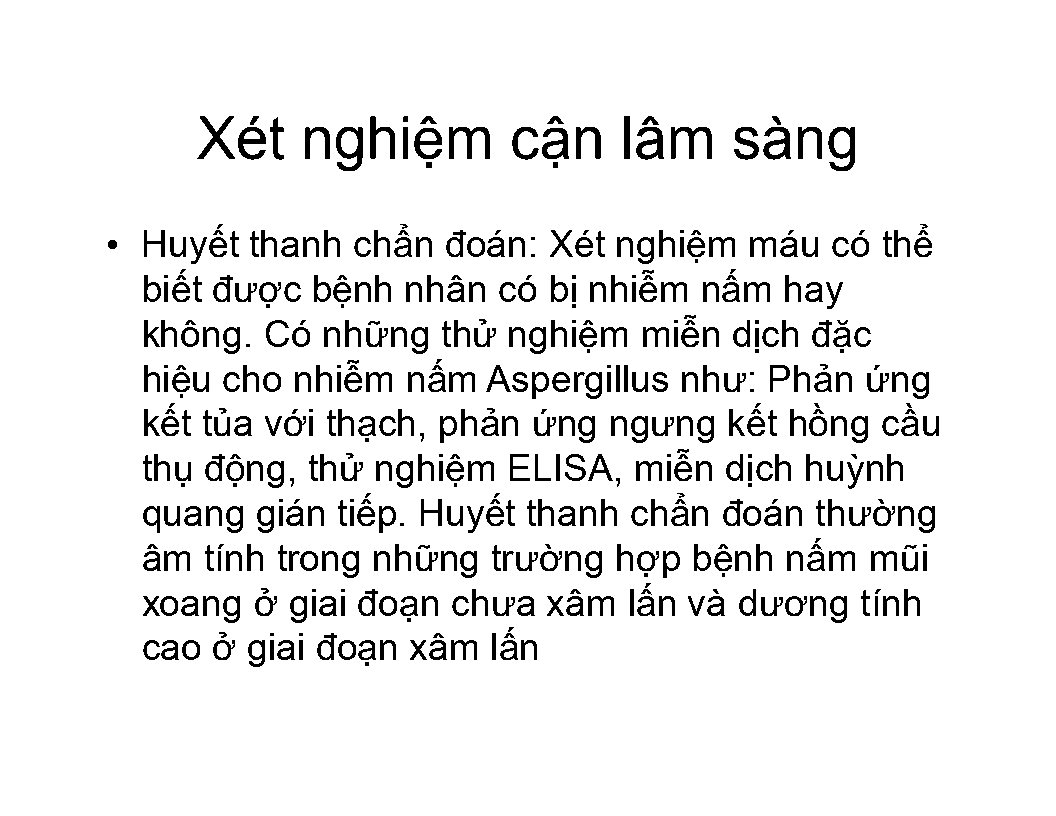 Xét nghiệm cận lâm sàng
• Huyết thanh chẩn đoán: Xét nghiệm máu có thể
biết được bệnh nhân có bị nhiễm nấm hay
không. Có những thử nghiệm miễn dịch đặc
hiệu cho nhiễm nấm Aspergillus như: Phản ứng
kết tủa với thạch, phản ứng ngưng kết hồng cầu
thụ động, thử nghiệm ELISA, miễn dịch huỳnh
quang gián tiếp. Huyết thanh chẩn đoán thường
âm tính trong những trường hợp bệnh nấm mũi
xoang ở giai đoạn chưa xâm lấn và dương tính
cao ở giai đoạn xâm lấn